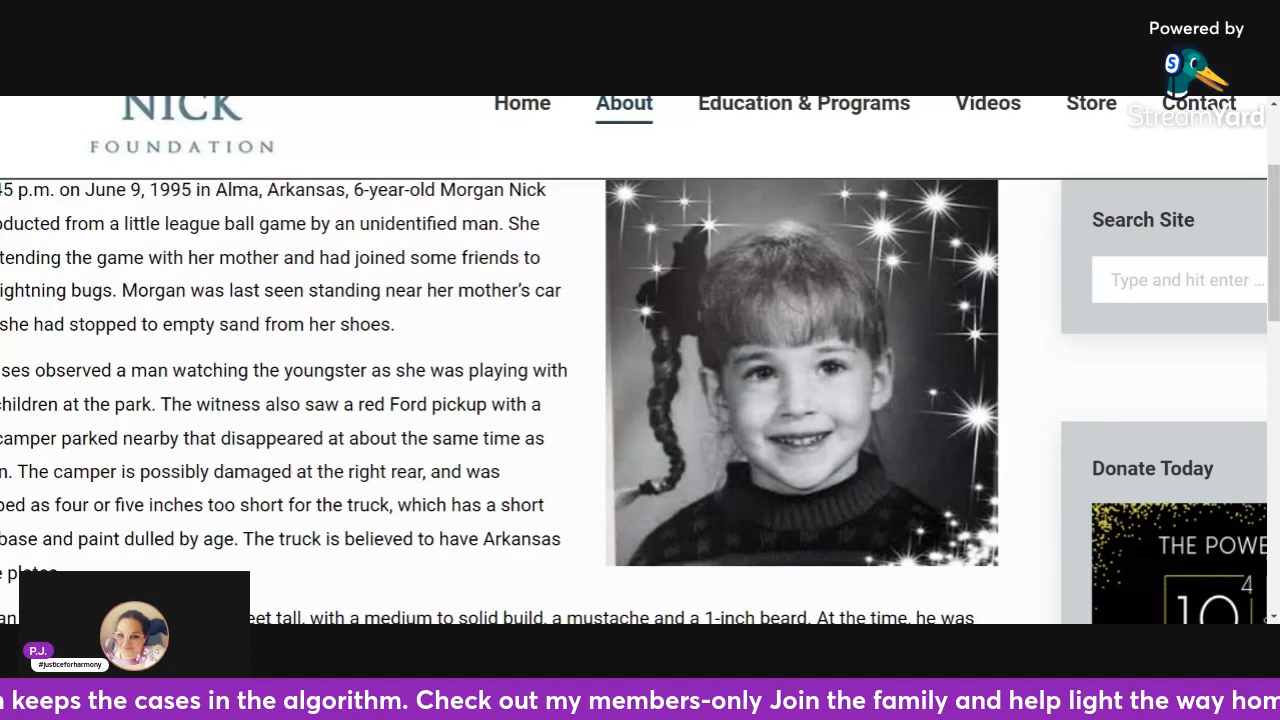 Powered by
StreamYard
NICK
FOUNDATION
Home About Education & Programs Videos Store Contact
45 p.m. on June 9, 1995 in Alma, Arkansas, 6-year-old Morgan Nick
from a little league ball game by an unidentified man. She
the game with her mother and had joined some friends to
bugs. Morgan was last seen standing near her mother's car
she had stopped to empty sand from her shoes.
observed a man watching the youngster as she was playing with
children at the park. The witness also saw a red Ford pickup with a
camper parked nearby that disappeared at about the same time as
The camper is possibly damaged at the right rear, and was
as four or five inches too short for the truck, which has a short
base and paint dulled by age. The truck is believed to have Arkansas
tall, with a medium to solid build, a mustache and a 1-inch beard. At the time, he was
Search Site
Type and hit enter ...
Donate Today
THE POWE
10
4
P.J.
#justiceforharmony
keeps the cases in the algorithm. Check out my members-only Join the family and help light the way hom